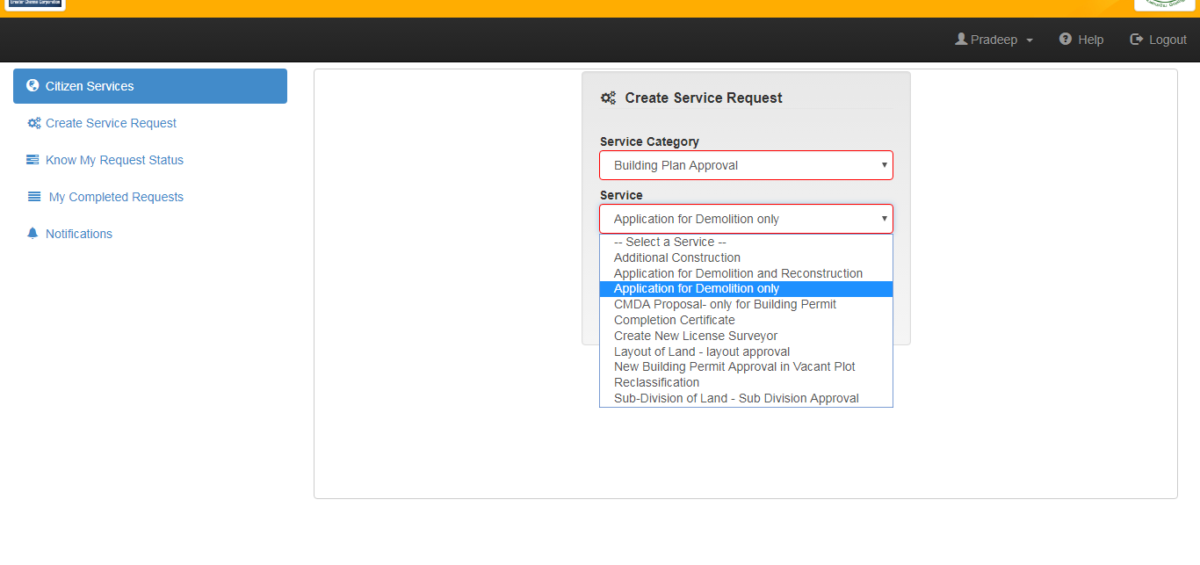 Pradeep
Help
Logout
Citizen Services
Create Service Request
Know My Request Status
My Completed Requests
Notifications
Create Service Request
Service Category
Building Plan Approval
Service
Application for Demolition only
-- Select a Service --
Additional Construction
Application for Demolition and Reconstruction
Application for Demolition only
CMDA Proposal- only for Building Permit
Completion Certificate
Create New License Surveyor
Layout of Land - layout approval
New Building Permit Approval in Vacant Plot
Reclassification
Sub-Division of Land - Sub Division Approval